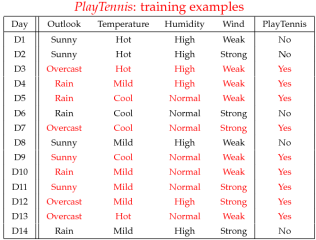 PlayTennis: training examples
Day Outlook Temperature Humidity Wind PlayTennis
D1 Sunny Hot High Weak No
D2 Sunny Hot High Strong No
D3 Overcast Hot High Weak Yes
D4 Rain Mild High Weak Yes
D5 Rain Cool Normal Weak Yes
D6 Rain Cool Normal Strong No
D7 Overcast Cool Normal Strong Yes
D8 Sunny Mild High Weak No
D9 Sunny Cool Normal Weak Yes
D10 Rain Mild Normal Weak Yes
D11 Sunny Mild Normal Strong Yes
D12 Overcast Mild High Strong Yes
D13 Overcast Hot Normal Weak Yes
D14 Rain Mild High Strong No